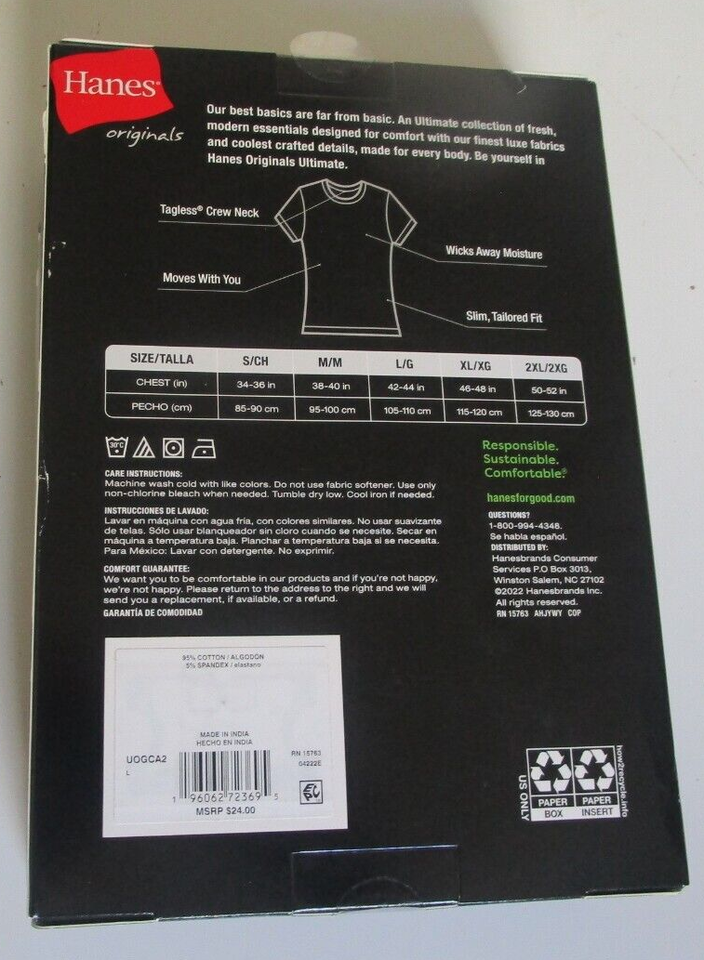 Hanes
originals
Our best basics are far from basic. An Ultimate collection of fresh,
modern essentials designed for comfort with our finest luxe fabrics
and coolest crafted details, made for every body. Be yourself in
Hanes Originals Ultimate.
Tagless® Crew Neck
Wicks Away Moisture
Moves With You
Slim, Tailored Fit
SIZE/TALLA S/CH M/M L/G XL/XG 2XL/2XG
CHEST (in) 34-36 in 38-40 in 42-44 in 46-48 in 50-52 in
PECHO (cm) 85-90 cm 95-100 cm 105-110 cm 115-120 cm 125-130 cm
30°C
CARE INSTRUCTIONS:
Machine wash cold with like colors. Do not use fabric softener. Use only
non-chlorine bleach when needed. Tumble dry low. Cool iron if needed.
INSTRUCCIONES DE LAVADO:
Lavar en máquina con agua fria, con colores similares. No usar suavizante
de telas. Sólo usar blanqueador sin cloro cuando se necesite. Secar en
máquina a temperatura baja. Planchar a temperatura baja si se necesita.
Para México: Lavar con detergente. No exprimir.
COMFORT GUARANTEE:
We want you to be comfortable in our products and if you're not happy,
we're not happy. Please return to the address to the right and we will
send you a replacement, if available, or a refund.
GARANTÍA DE COMODIDAD
Responsible.
Sustainable.
Comfortable.®
hanesforgood.com
QUESTIONS?
1-800-994-4348.
Se habla español.
DISTRIBUTED BY:
Hanesbrands Consumer
Services P.O Box 3013,
Winston Salem, NC 27102
©2022 Hanesbrands Inc.
All rights reserved.
RN 15763 AHJYWY COP
95% COTTON / ALGODÓN
5% SPANDEX / elastano
MADE IN INDIA
HECHO EN INDIA
UOGCA2
L
RN 15763
04222E
1 96062 72369 5
MSRP $24.00
EPC
US ONLY
PAPER
BOX
PAPER
INSERT
how2recycle.info